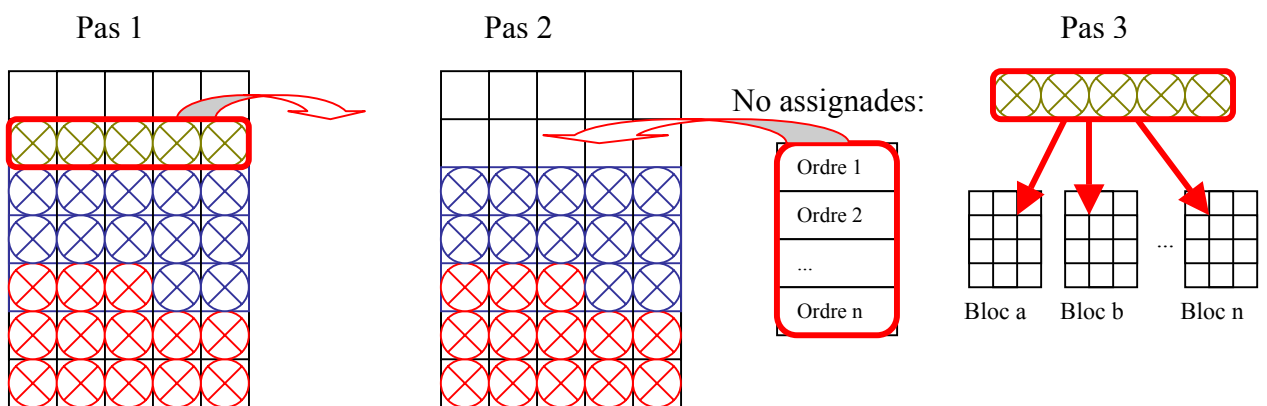 Pas 1
Pas 2
Pas 3
No assignades:
Ordre 1
Ordre 2
...
Ordre n
...
Bloc a
Bloc b
Bloc n